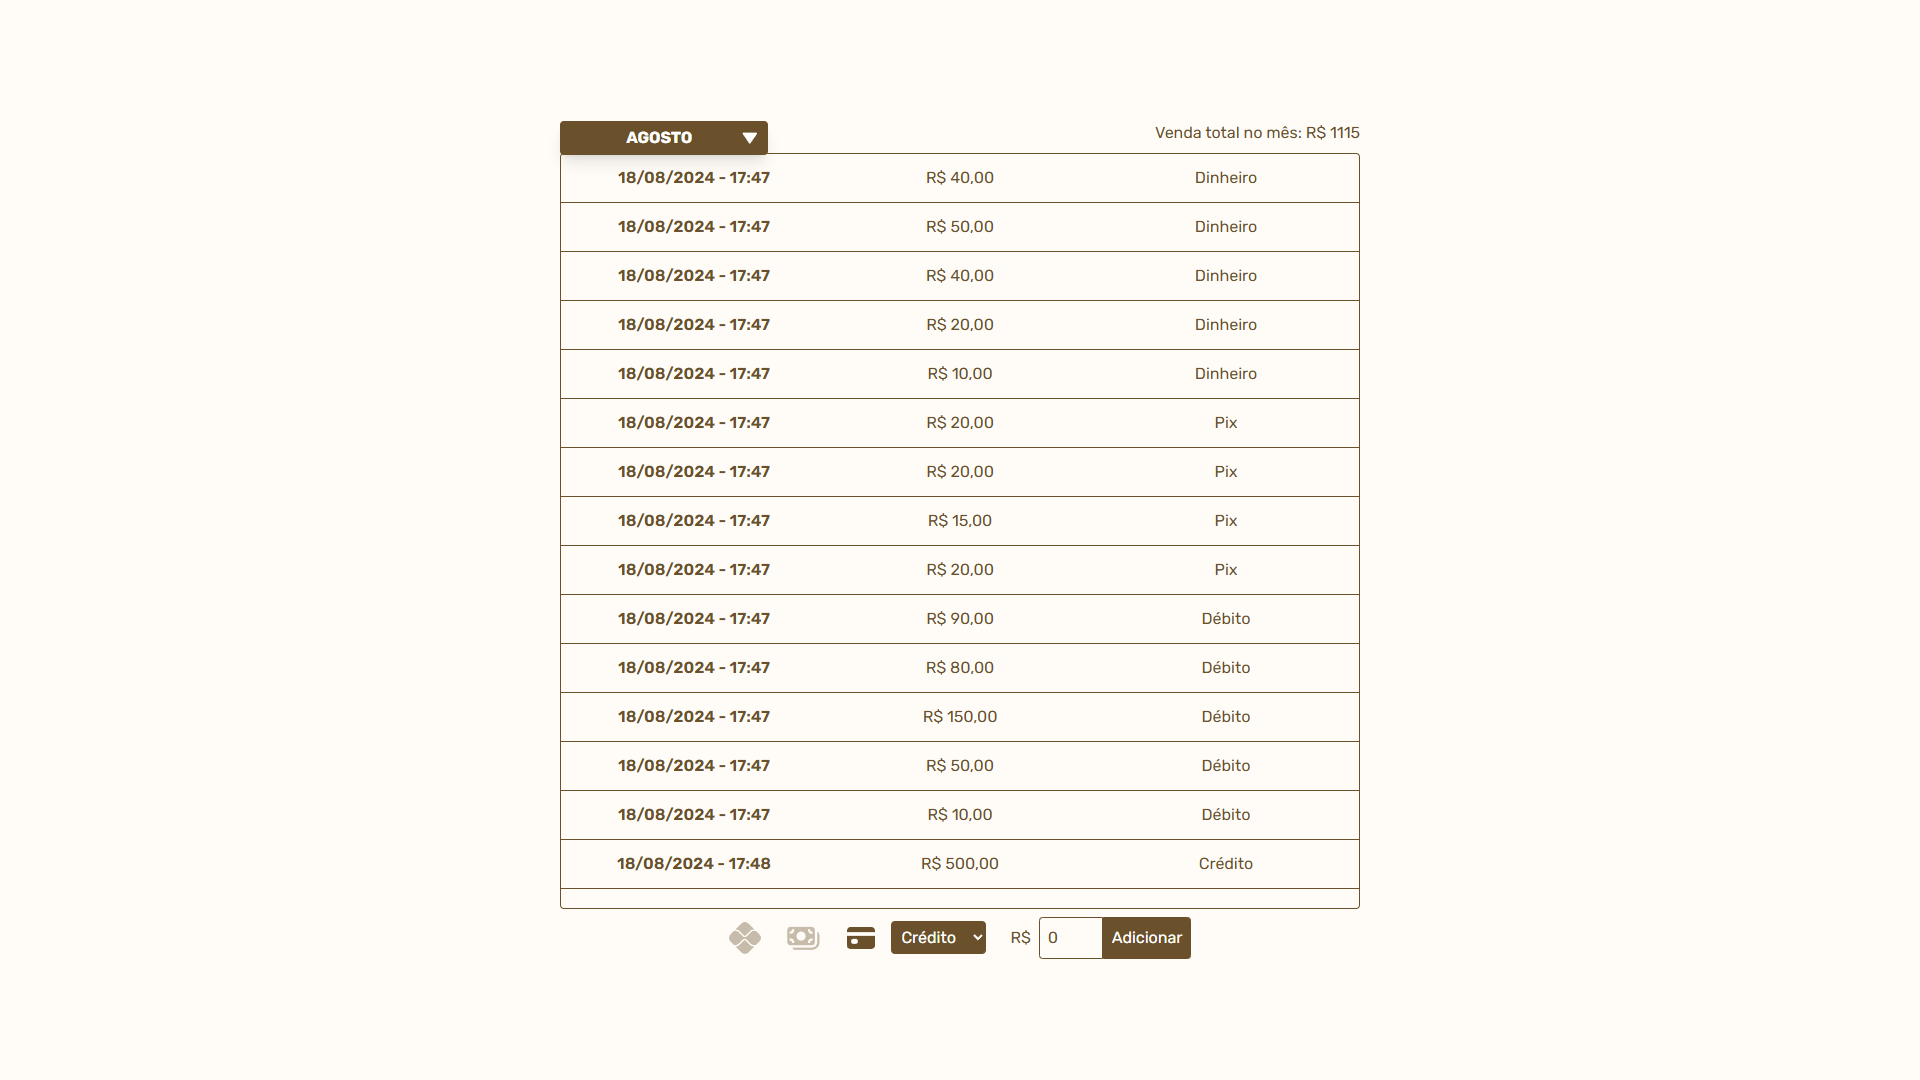 AGOSTO
Venda total no mês: R$ 1115
18/08/2024 - 17:47 R$ 40,00 Dinheiro
18/08/2024 - 17:47 R$ 50,00 Dinheiro
18/08/2024 - 17:47 R$ 40,00 Dinheiro
18/08/2024 - 17:47 R$ 20,00 Dinheiro
18/08/2024 - 17:47 R$ 10,00 Dinheiro
18/08/2024 - 17:47 R$ 20,00 Pix
18/08/2024 - 17:47 R$ 20,00 Pix
18/08/2024 - 17:47 R$ 15,00 Pix
18/08/2024 - 17:47 R$ 20,00 Pix
18/08/2024 - 17:47 R$ 90,00 Débito
18/08/2024 - 17:47 R$ 80,00 Débito
18/08/2024 - 17:47 R$ 150,00 Débito
18/08/2024 - 17:47 R$ 50,00 Débito
18/08/2024 - 17:47 R$ 10,00 Débito
18/08/2024 - 17:48 R$ 500,00 Crédito
Crédito R$ 0 Adicionar